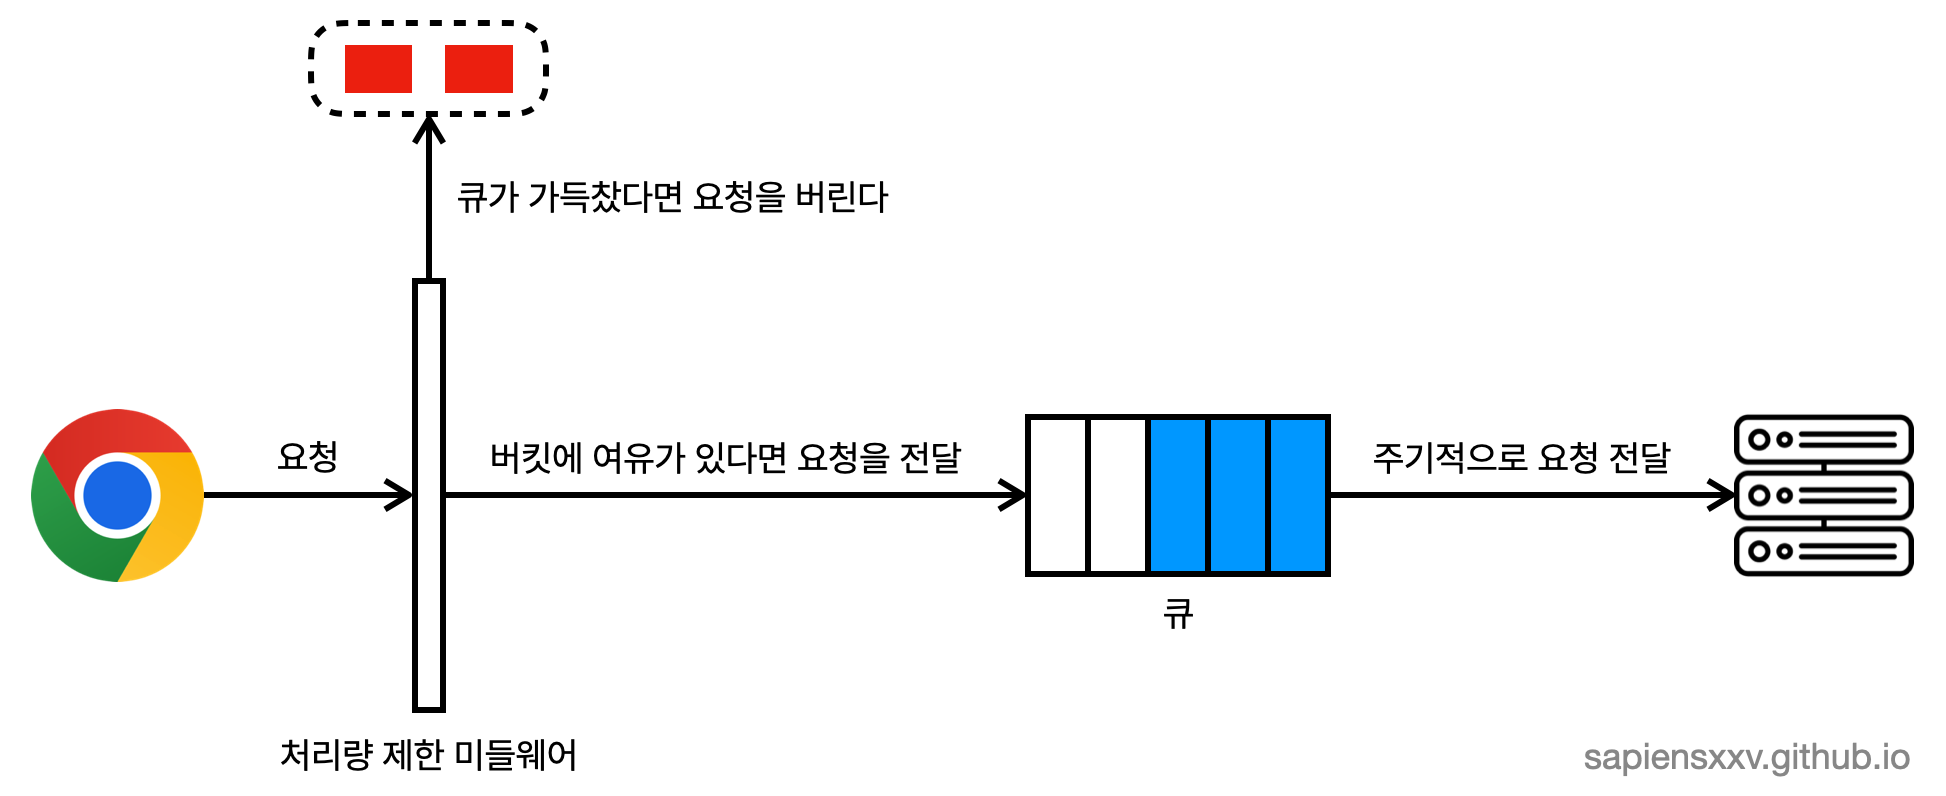 큐가 가득찼다면 요청을 버린다
요청
버킷에 여유가 있다면 요청을 전달
주기적으로 요청 전달
큐
처리량 제한 미들웨어
sapiensxxv.github.io